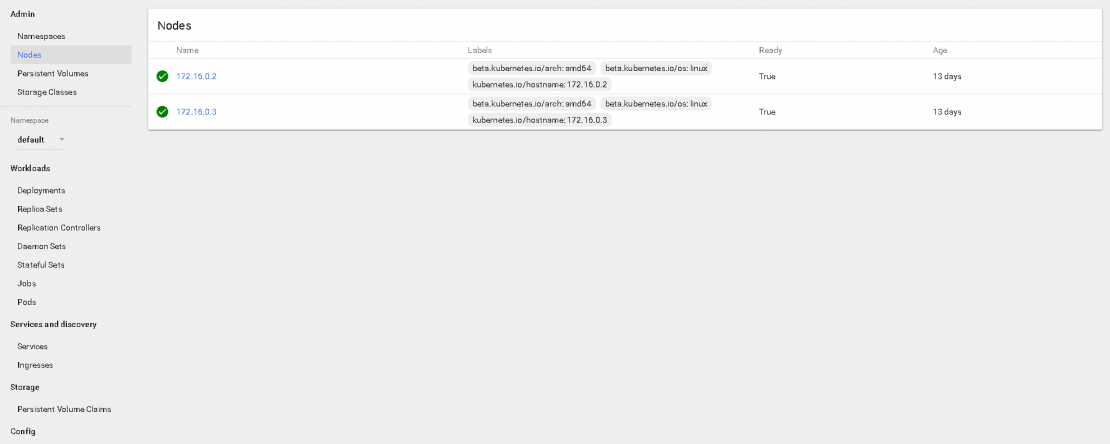 Admin
Namespaces
Nodes
Persistent Volumes
Storage Classes
Namespace
default
Workloads
Deployments
Replica Sets
Replication Controllers
Daemon Sets
Stateful Sets
Jobs
Pods
Services and discovery
Services
Ingresses
Storage
Persistent Volume Claims
Config
Nodes
Name Labels Ready Age
beta.kubernetes.io/arch: amd64 beta.kubernetes.io/os: linux
172.16.0.2 True 13 days
kubernetes.io/hostname: 172.16.0.2
beta.kubernetes.io/arch: amd64 beta.kubernetes.io/os: linux
172.16.0.3 True 13 days
kubernetes.io/hostname: 172.16.0.3